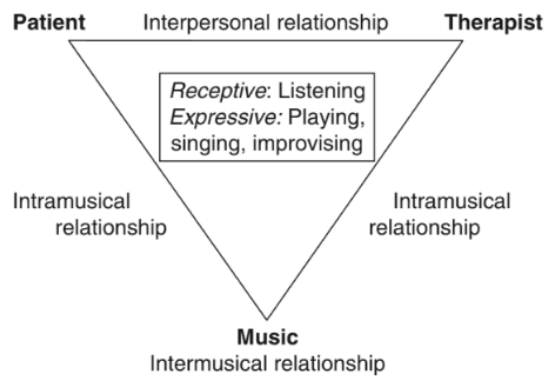 Patient Interpersonal relationship Therapist
Receptive: Listening
Expressive: Playing,
singing, improvising
Intramusical
relationship
Intramusical
relationship
Music
Intermusical relationship